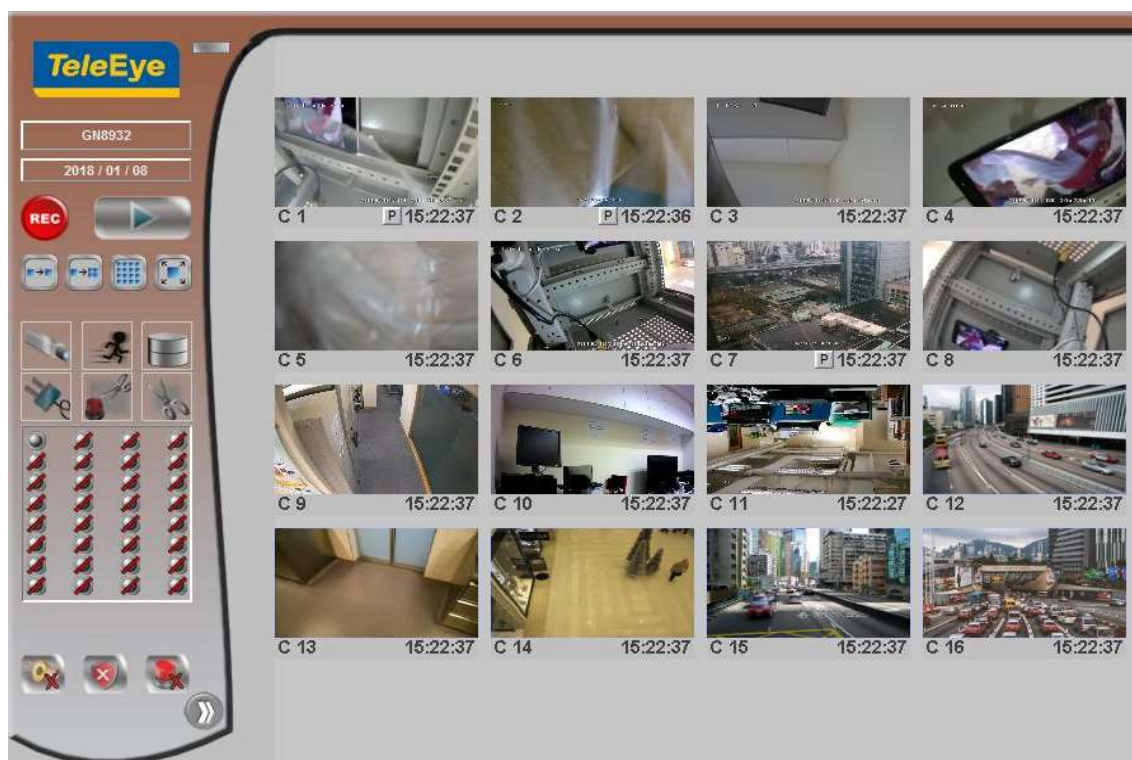 TeleEye
GN8932
2018 / 01 / 08
REC
C 1 P 15:22:37
C 2 P 15:22:36
C 3 15:22:37
C 4 15:22:37
C 5 15:22:37
C 6 15:22:37
C 7 P 15:22:37
C 8 15:22:37
C 9 15:22:37
C 10 15:22:37
C 11 15:22:27
C 12 15:22:37
C 13 15:22:37
C 14 15:22:37
C 15 15:22:37
C 16 15:22:37